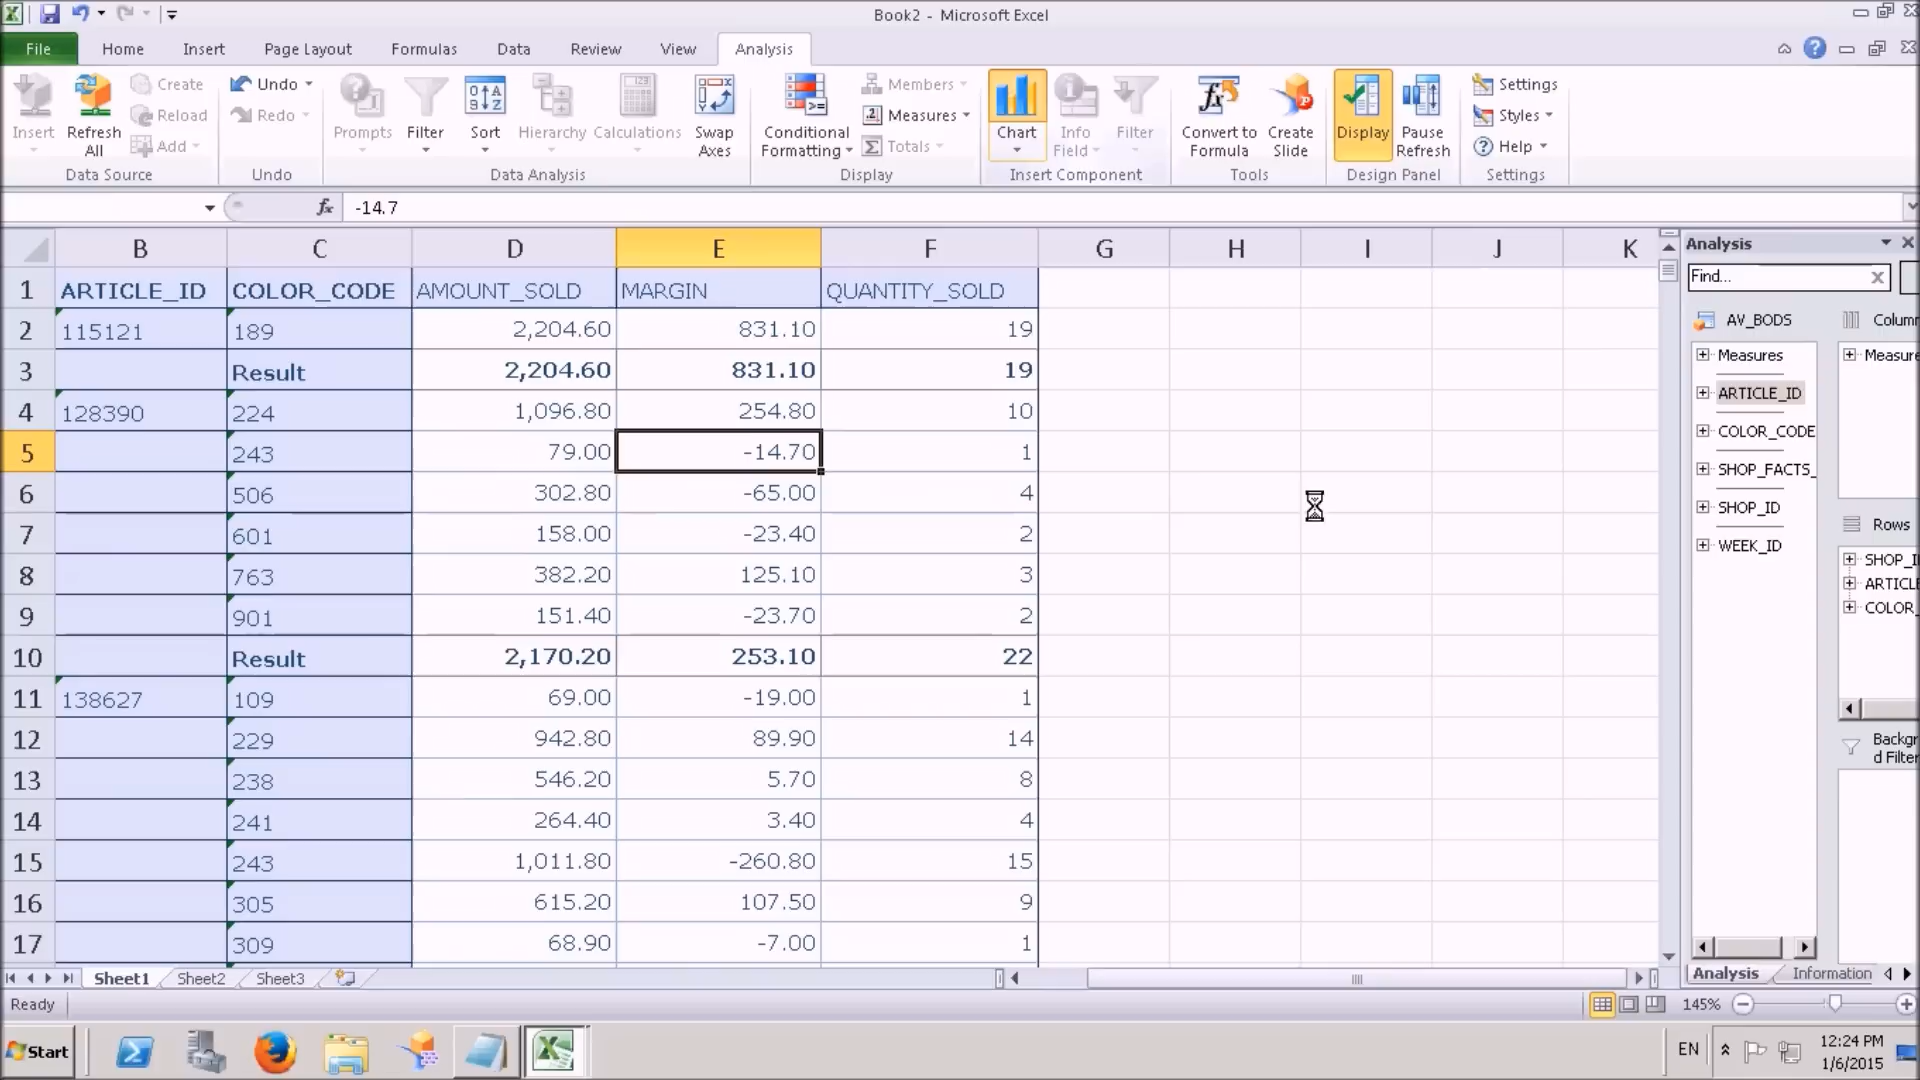 Book2 - Microsoft Excel
File Home Insert Page Layout Formulas Data Review View Analysis
Insert
Refresh All
Create
Reload
Add
Data Source
Undo
Redo
Undo
Prompts
Filter
Sort
Hierarchy
Calculations
Swap Axes
Data Analysis
Conditional Formatting
Members
Measures
Totals
Display
Chart
Info Field
Filter
Insert Component
Convert to Formula
Create Slide
Tools
Display
Pause Refresh
Design Panel
Settings
Styles
Help
Settings
fx -14.7
B C D E F G H I J K
1 ARTICLE_ID COLOR_CODE AMOUNT_SOLD MARGIN QUANTITY_SOLD
2 115121 189 2,204.60 831.10 19
3 Result 2,204.60 831.10 19
4 128390 224 1,096.80 254.80 10
5 243 79.00 -14.70 1
6 506 302.80 -65.00 4
7 601 158.00 -23.40 2
8 763 382.20 125.10 3
9 901 151.40 -23.70 2
10 Result 2,170.20 253.10 22
11 138627 109 69.00 -19.00 1
12 229 942.80 89.90 14
13 238 546.20 5.70 8
14 241 264.40 3.40 4
15 243 1,011.80 -260.80 15
16 305 615.20 107.50 9
17 309 68.90 -7.00 1
Analysis
Find...
AV_BODS
Measures
ARTICLE_ID
COLOR_CODE
SHOP_FACTS_
SHOP_ID
WEEK_ID
Column
Measure
Rows
SHOP_I
ARTICLE
COLOR_
Backgr
d Filter
Analysis Information
Sheet1 Sheet2 Sheet3
Ready
145%
Start
EN
12:24 PM
1/6/2015